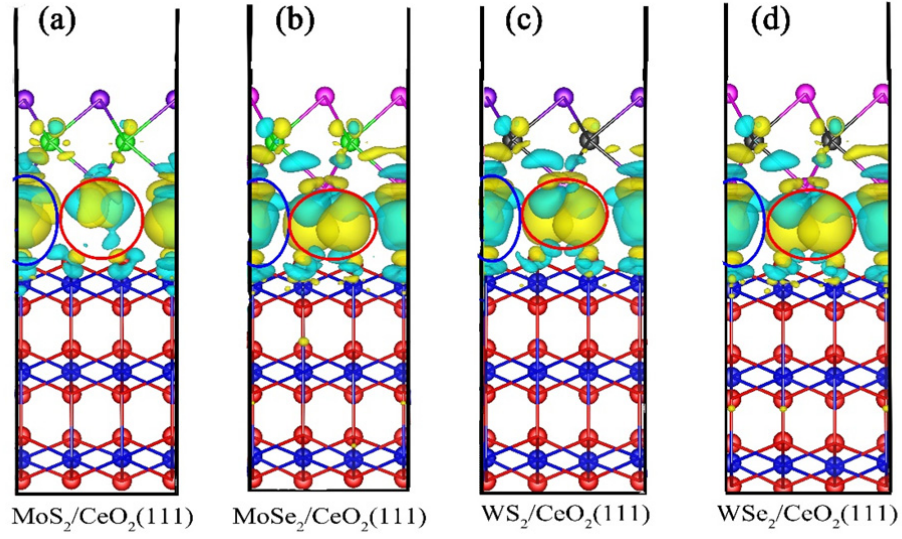 (a)
(b)
(c)
(d)
MoS₂/CeO₂(111)
MoSe₂/CeO₂(111)
WS₂/CeO₂(111)
WSe₂/CeO₂(111)